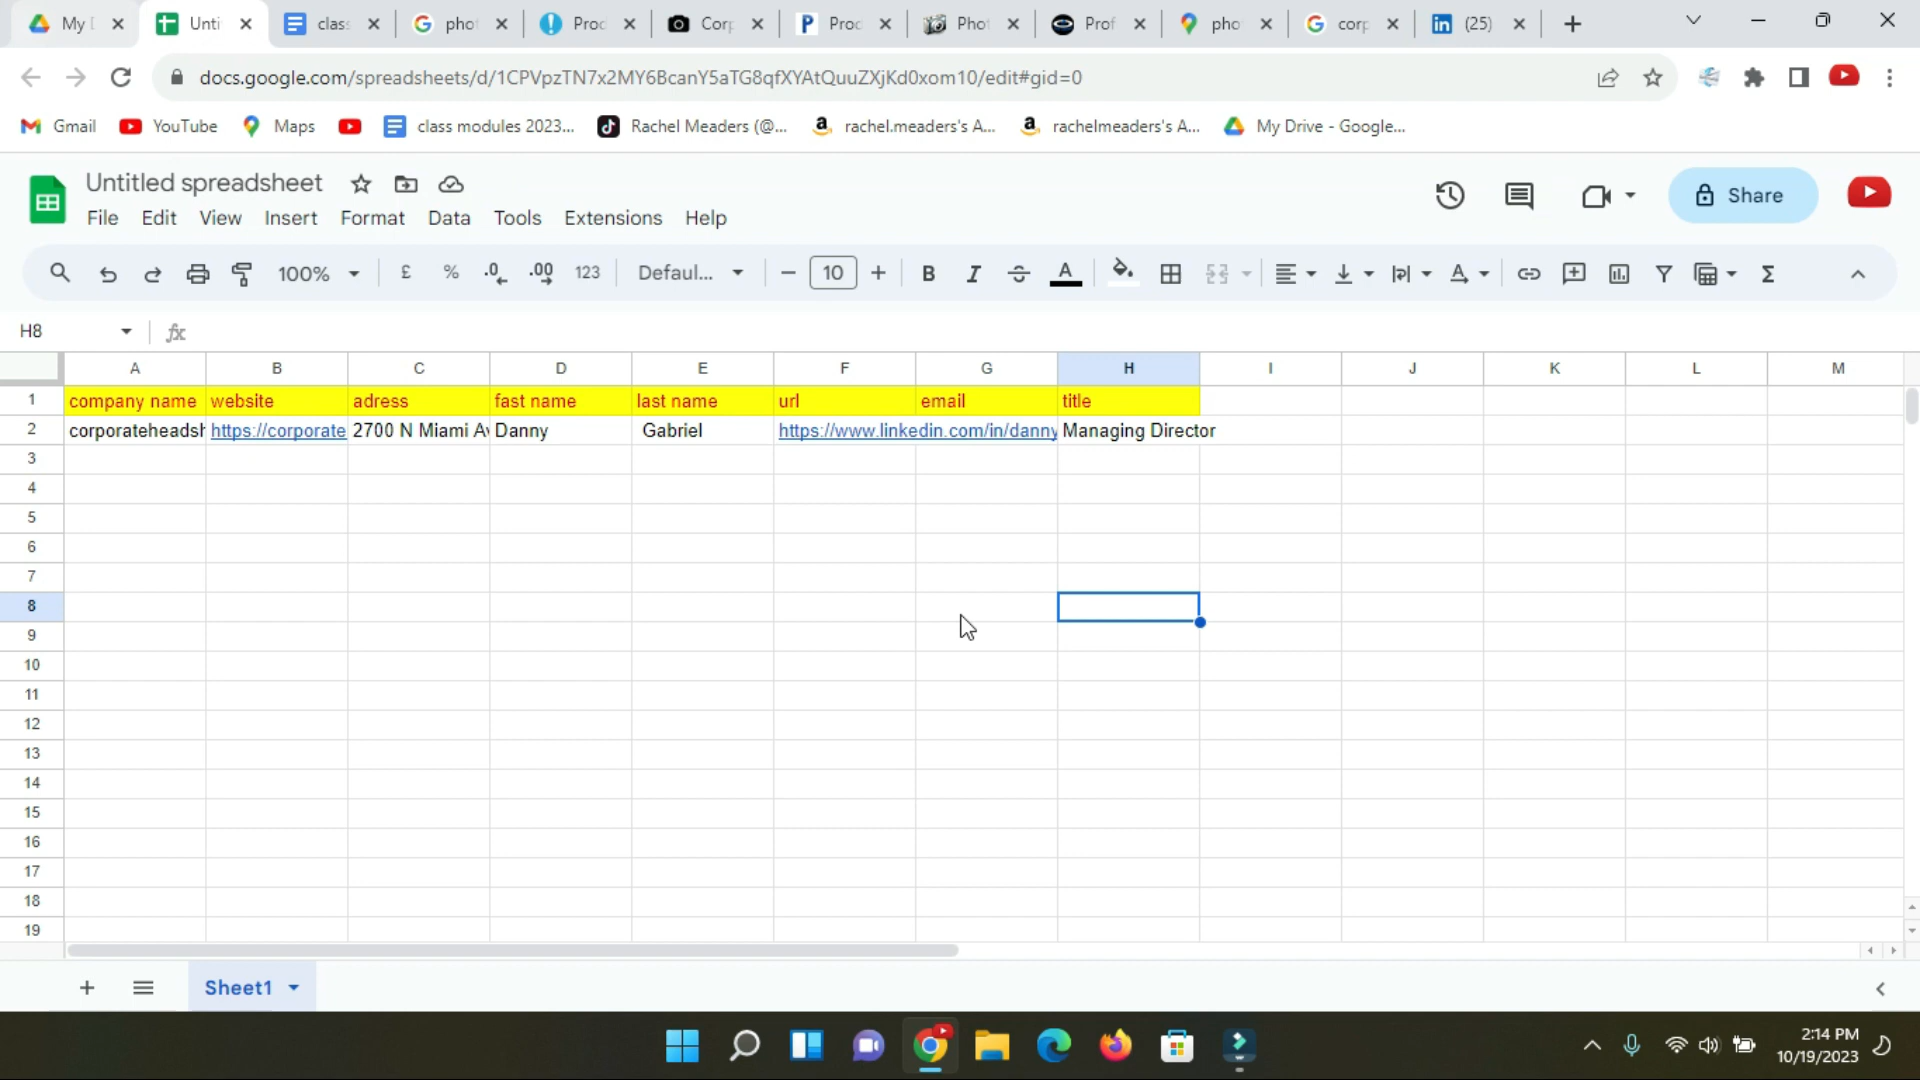 My D Unti class phot Proc Corp Proc Phot Prof pho corp (25)
docs.google.com/spreadsheets/d/1CPVpzTN7x2MY6BcanY5aTG8qfXYAtQuuZXjKd0xom10/edit#gid=0
Gmail YouTube Maps class modules 2023... Rachel Meaders (@... rachel.meaders's A... rachelmeaders's A... My Drive - Google...
Untitled spreadsheet
Share
File Edit View Insert Format Data Tools Extensions Help
100% £ % .0 .00 123 Defaul... 10 B I A
H8 fx
A B C D E F G H I J K L M
1 company name website adress fast name last name url email title
2 corporateheadsh https://corporate 2700 N Miami Av Danny Gabriel https://www.linkedin.com/in/danny Managing Director
3
4
5
6
7
8
9
10
11
12
13
14
15
16
17
18
19
Sheet1
2:14 PM
10/19/2023